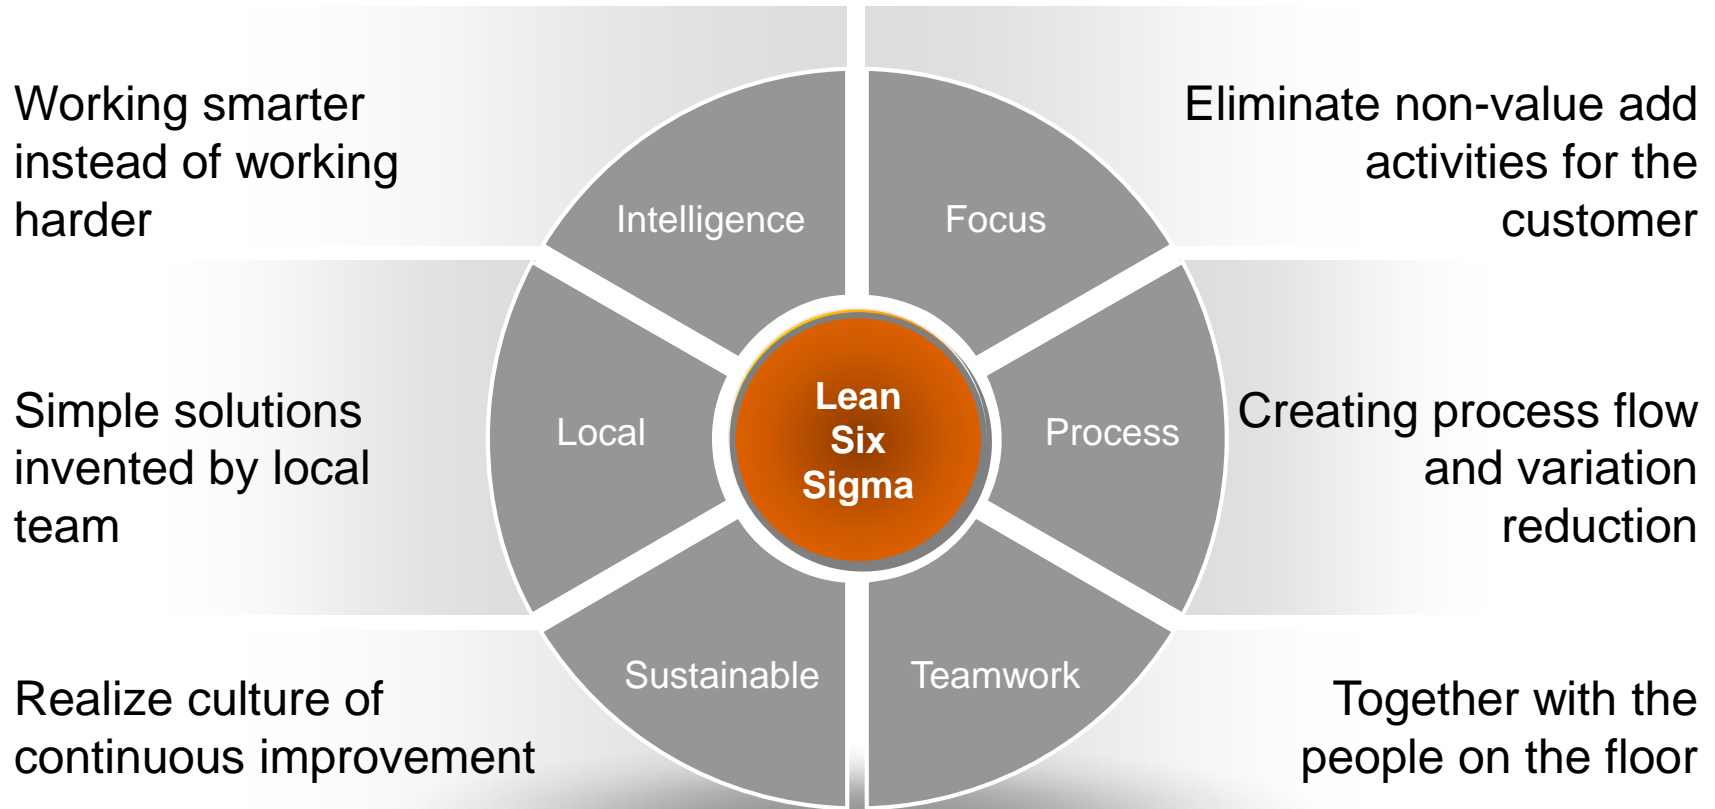 Working smarter
instead of working
harder
Intelligence
Focus
Eliminate non-value add
activities for the
customer
Simple solutions
invented by local
team
Local
Lean
Six
Sigma
Process
Creating process flow
and variation
reduction
Realize culture of
continuous improvement
Sustainable
Teamwork
Together with the
people on the floor